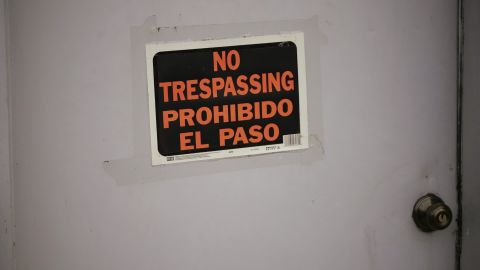 NO
TRESPASSING
PROHIBIDO
EL PASO